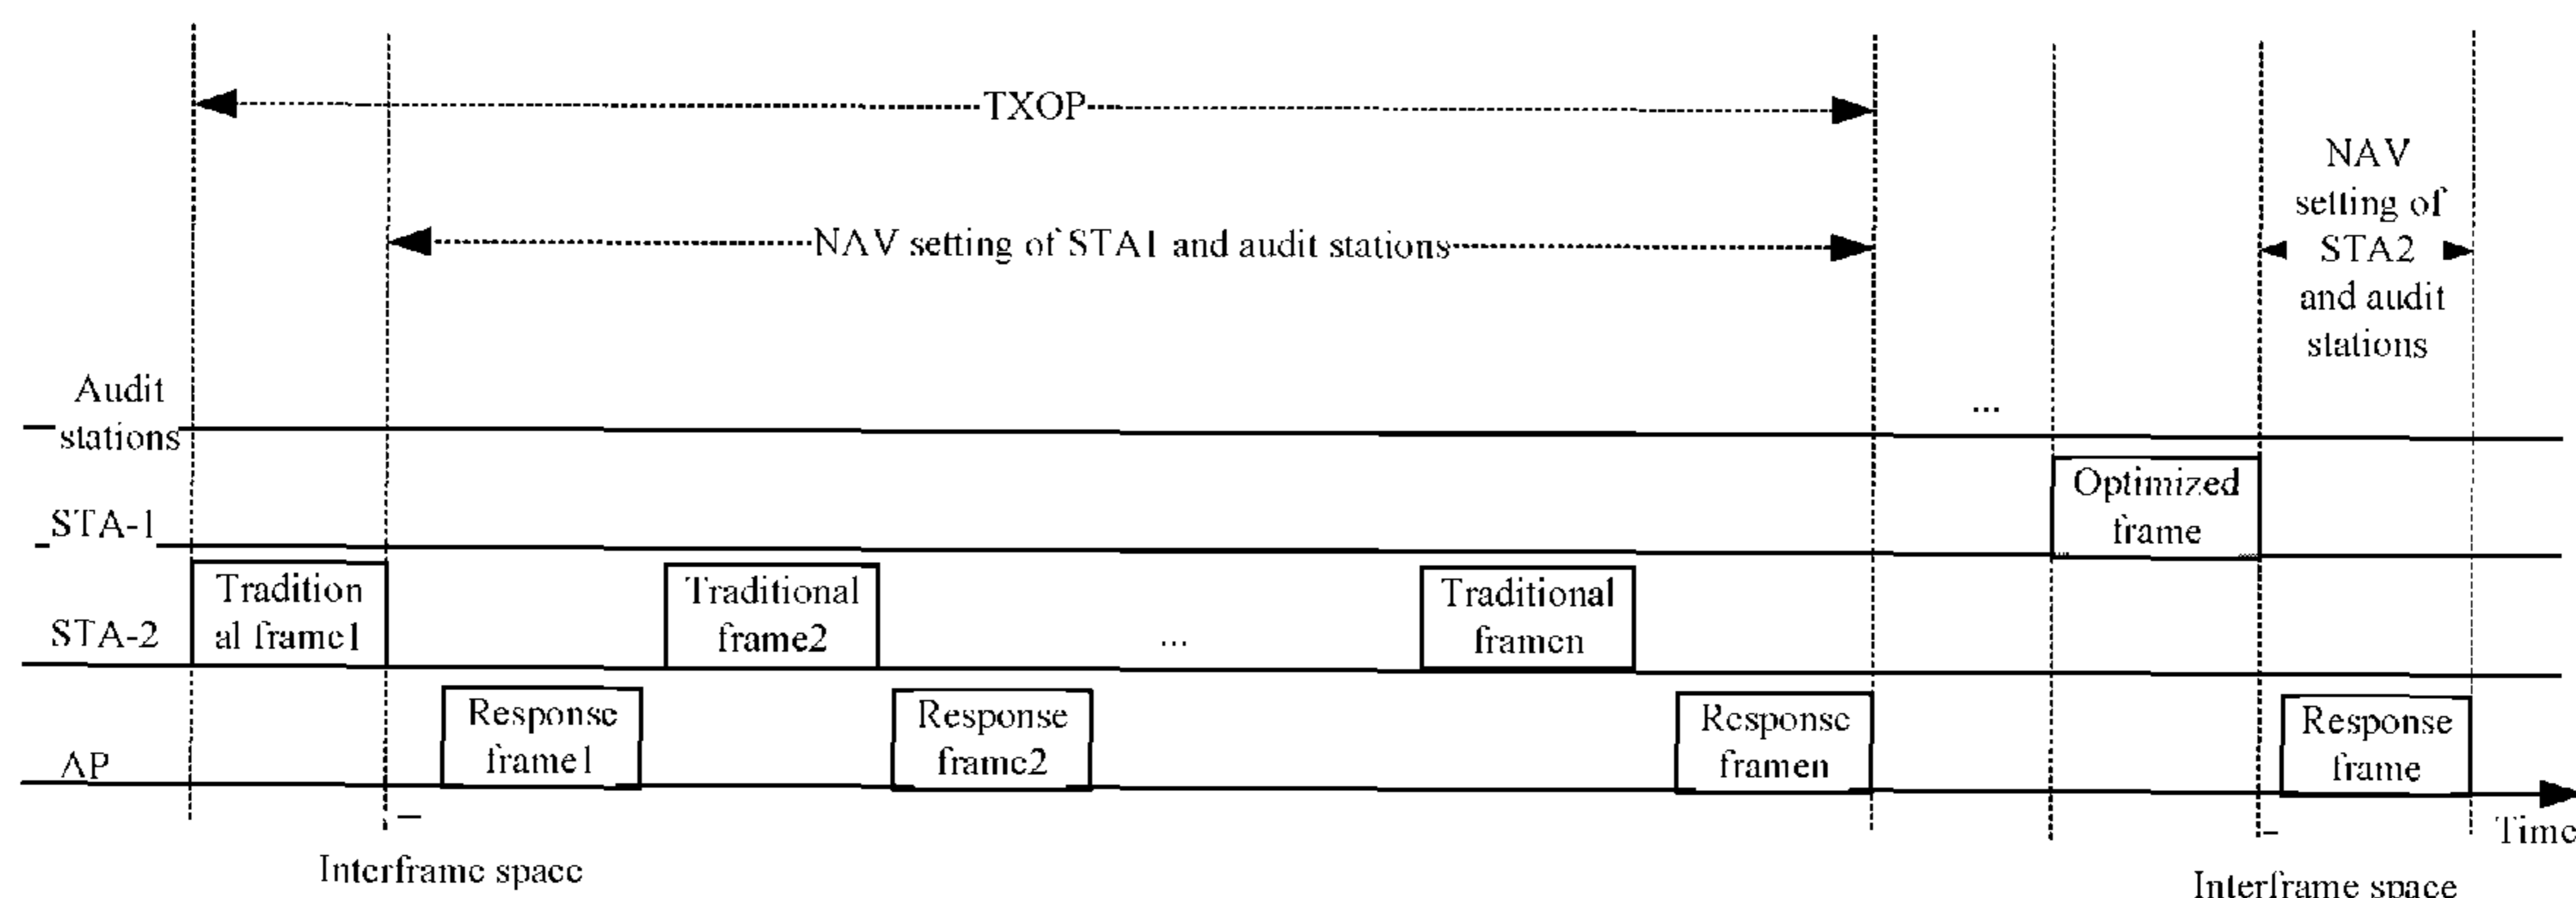 TXOP
NAV setting of STA1 and audit stations
NAV
setting of
STA2
and audit
stations
Audit
stations
...
STA-1
Optimized
frame
STA-2
Tradition
al frame1
Traditional
frame2
...
Traditional
framen
AP
Response
frame1
Response
frame2
Response
framen
Response
frame
Time
Interframe space
Interframe space